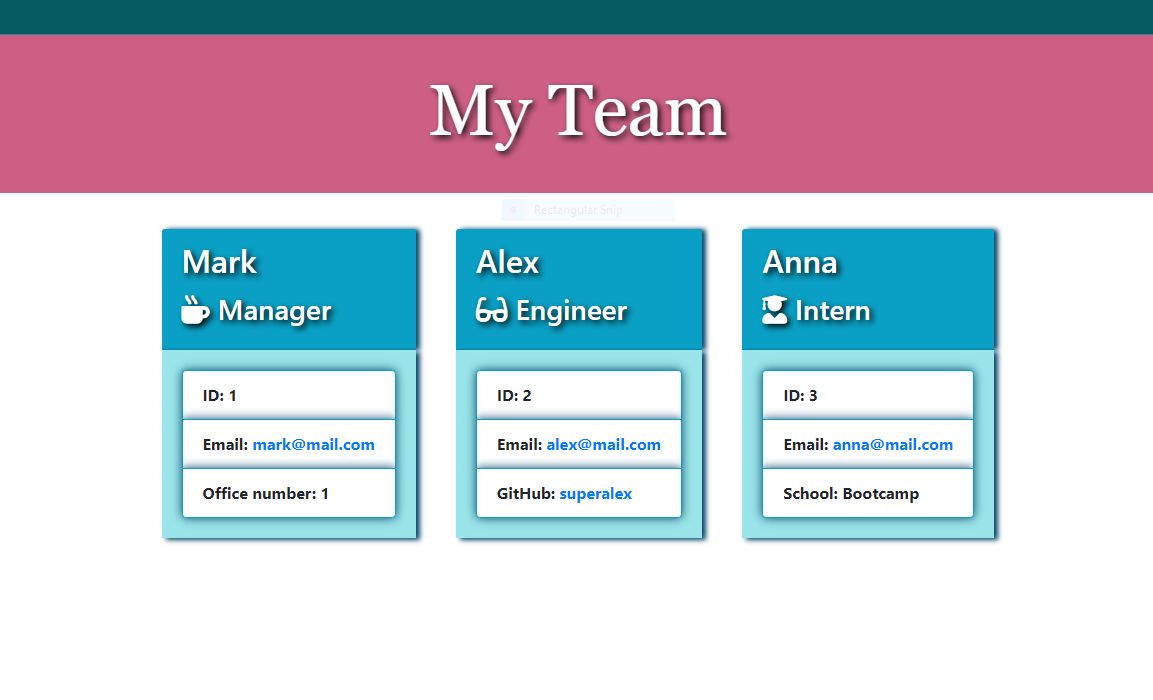 My Team
Rectangular Snip
Mark
Manager
ID: 1
Email: mark@mail.com
Office number: 1
Alex
Engineer
ID: 2
Email: alex@mail.com
GitHub: superalex
Anna
Intern
ID: 3
Email: anna@mail.com
School: Bootcamp